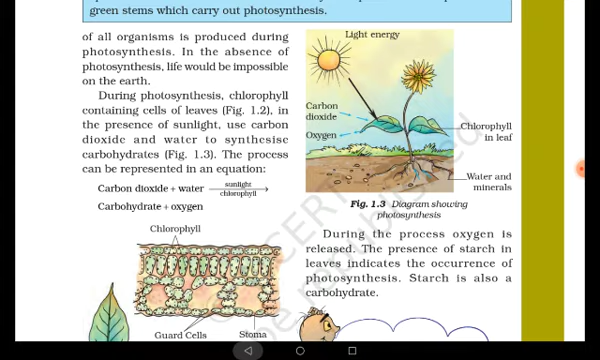 green stems which carry out photosynthesis.
of all organisms is produced during
photosynthesis. In the absence of
photosynthesis, life would be impossible
on the earth.
During photosynthesis, chlorophyll
containing cells of leaves (Fig. 1.2), in
the presence of sunlight, use carbon
dioxide and water to synthesise
carbohydrates (Fig. 1.3). The process
can be represented in an equation:
Carbon dioxide + water sunlight
chlorophyll
Carbohydrate + oxygen
Chlorophyll
Guard Cells Stoma
Light energy
Carbon
dioxide
Oxygen
Chlorophyll
in leaf
Water and
minerals
Fig. 1.3 Diagram showing
photosynthesis
During the process oxygen is
released. The presence of starch in
leaves indicates the occurrence of
photosynthesis. Starch is also a
carbohydrate.